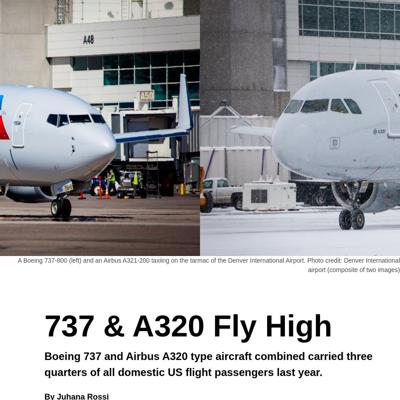 A48
A50
A Boeing 737-800 (left) and an Airbus A321-200 taxiing on the tarmac of the Denver International Airport. Photo credit: Denver International
airport (composite of two images)
737 & A320 Fly High
Boeing 737 and Airbus A320 type aircraft combined carried three
quarters of all domestic US flight passengers last year.
By Juhana Rossi